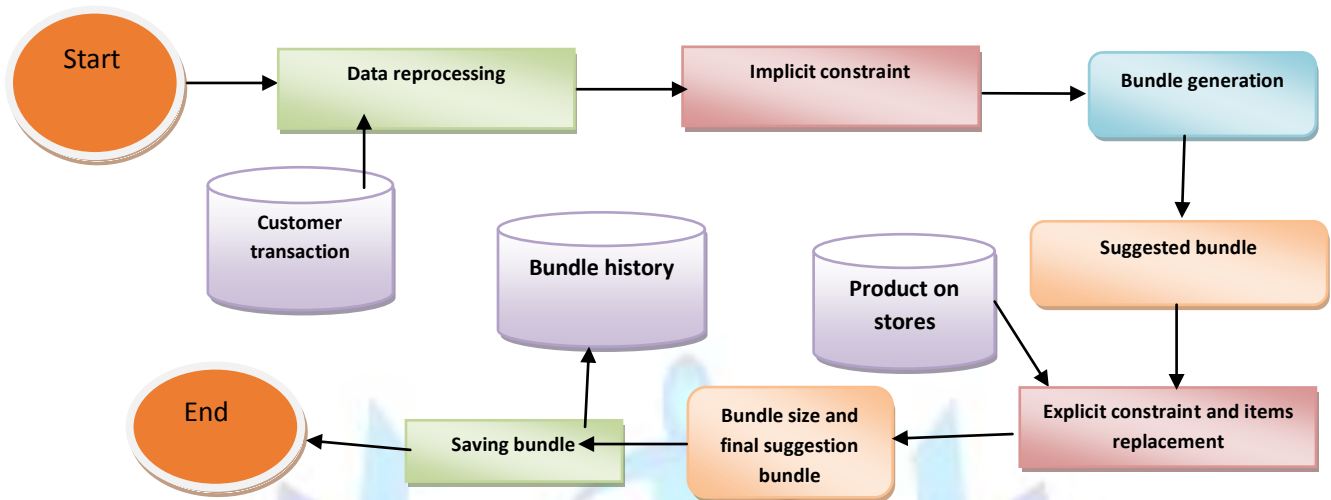 Start
Data reprocessing
Implicit constraint
Bundle generation
Customer
transaction
Bundle history
Product on
stores
Suggested bundle
End
Saving bundle
Bundle size and
final suggestion
bundle
Explicit constraint and items
replacement